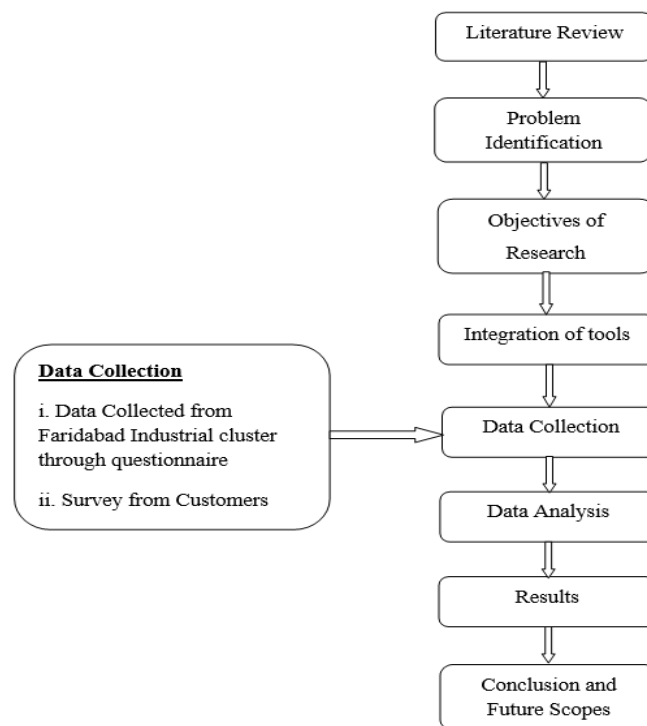 Literature Review
Problem
Identification
Objectives of
Research
Integration of tools
Data Collection
i. Data Collected from
Faridabad Industrial cluster
through questionnaire
ii. Survey from Customers
Data Collection
Data Analysis
Results
Conclusion and
Future Scopes